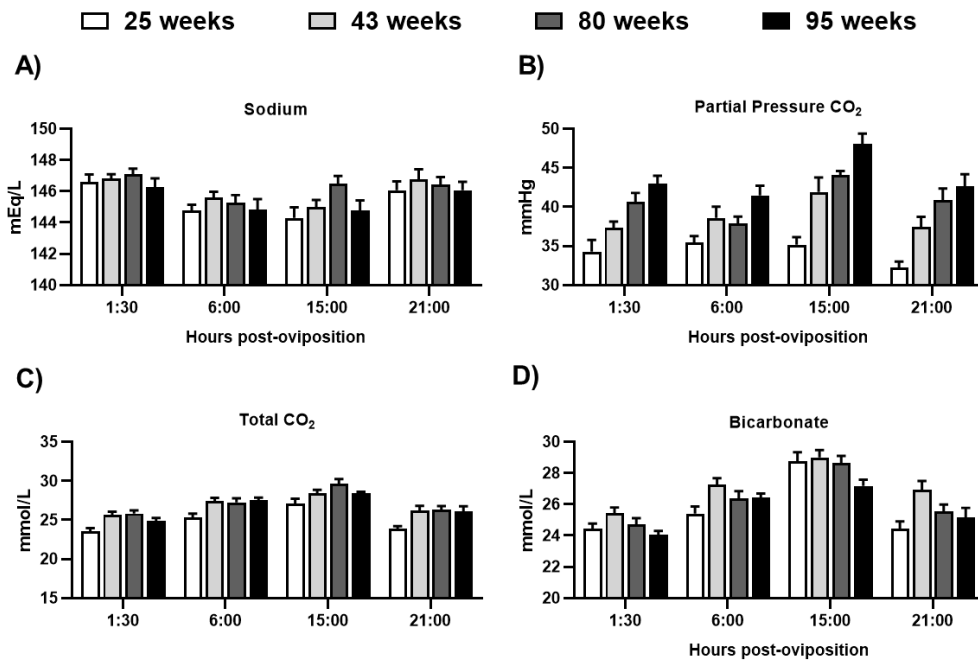 25 weeks 43 weeks 80 weeks 95 weeks
A)
Sodium
mEq/L
150
148
146
144
142
140
1:30 6:00 15:00 21:00
Hours post-oviposition
B)
Partial Pressure CO₂
mmHg
50
45
40
35
30
1:30 6:00 15:00 21:00
Hours post-oviposition
C)
Total CO₂
mmol/L
35
30
25
20
15
1:30 6:00 15:00 21:00
D)
Bicarbonate
mmol/L
30
28
26
24
22
20
1:30 6:00 15:00 21:00
Hours post-oviposition